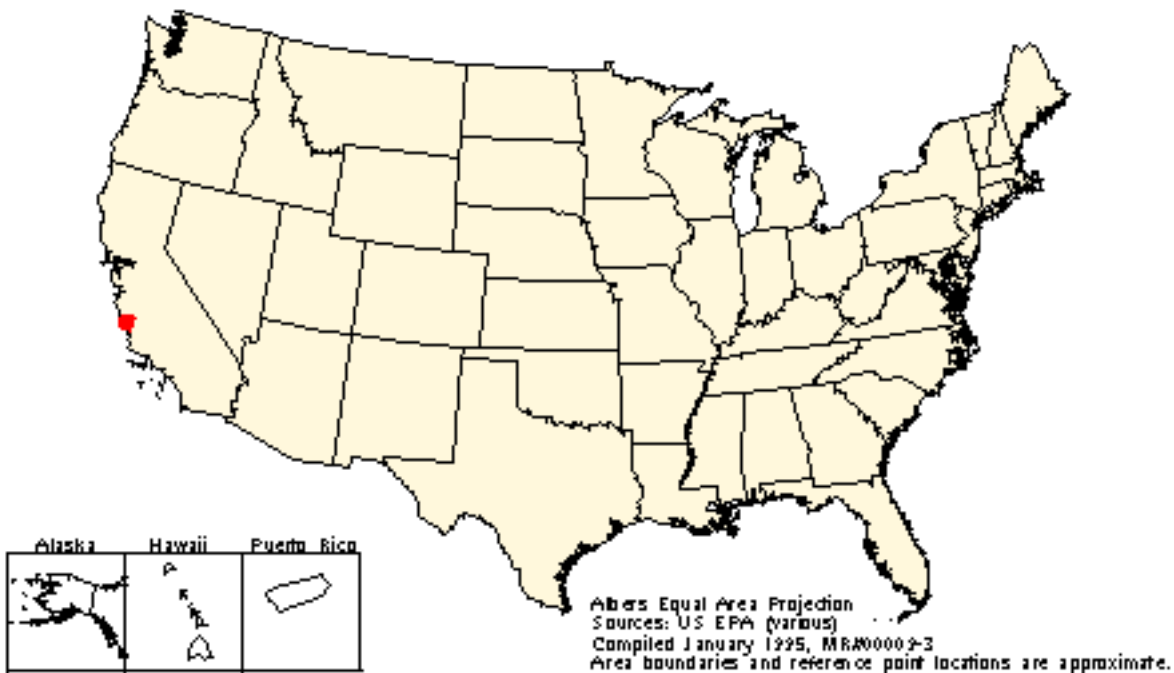 Alaska Hawaii Puerto Rico
Albers Equal Area Projection
Sources: US EPA (various)
Compiled January 1995, MR#00009-3
Area boundaries and reference point locations are approximate.